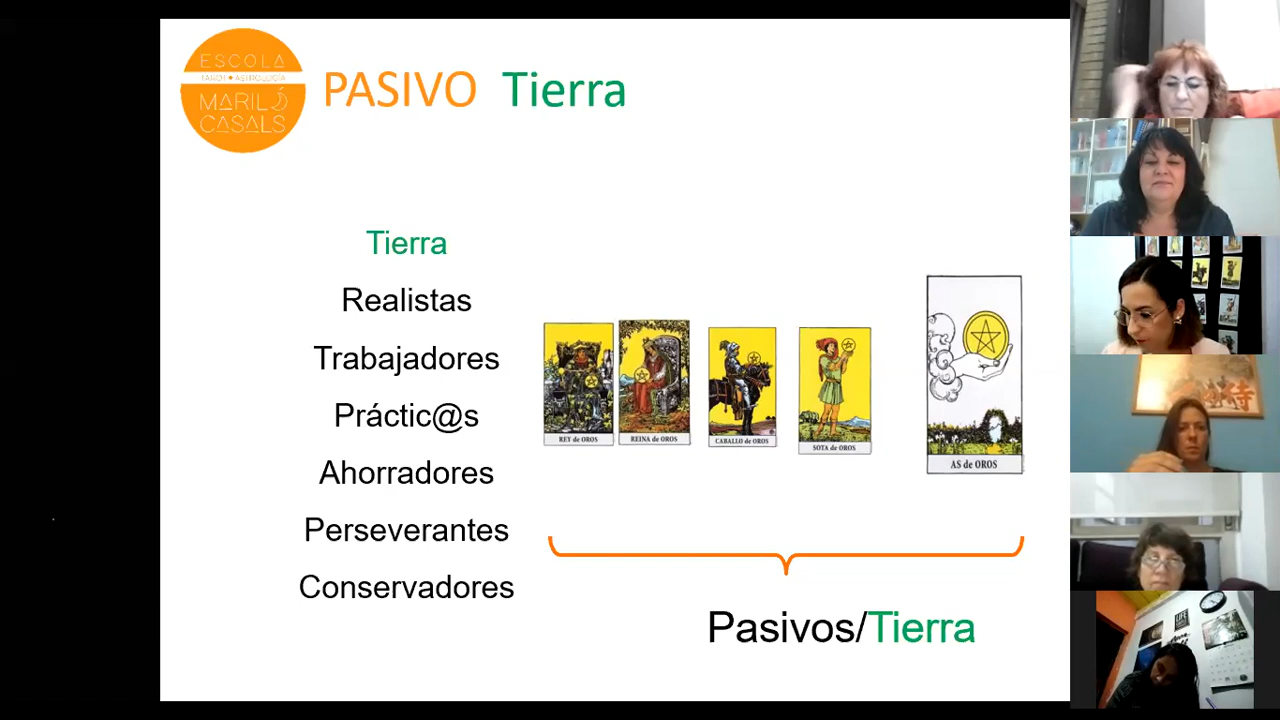 ESCOLA
TAROT • ASTROLOGÍA
MARILÓ
CASALS
PASIVO Tierra
Tierra
Realistas
Trabajadores
Práctic@s
Ahorradores
Perseverantes
Conservadores
REY de OROS
REINA de OROS
CABALLO de OROS
SOTA de OROS
AS de OROS
Pasivos/Tierra